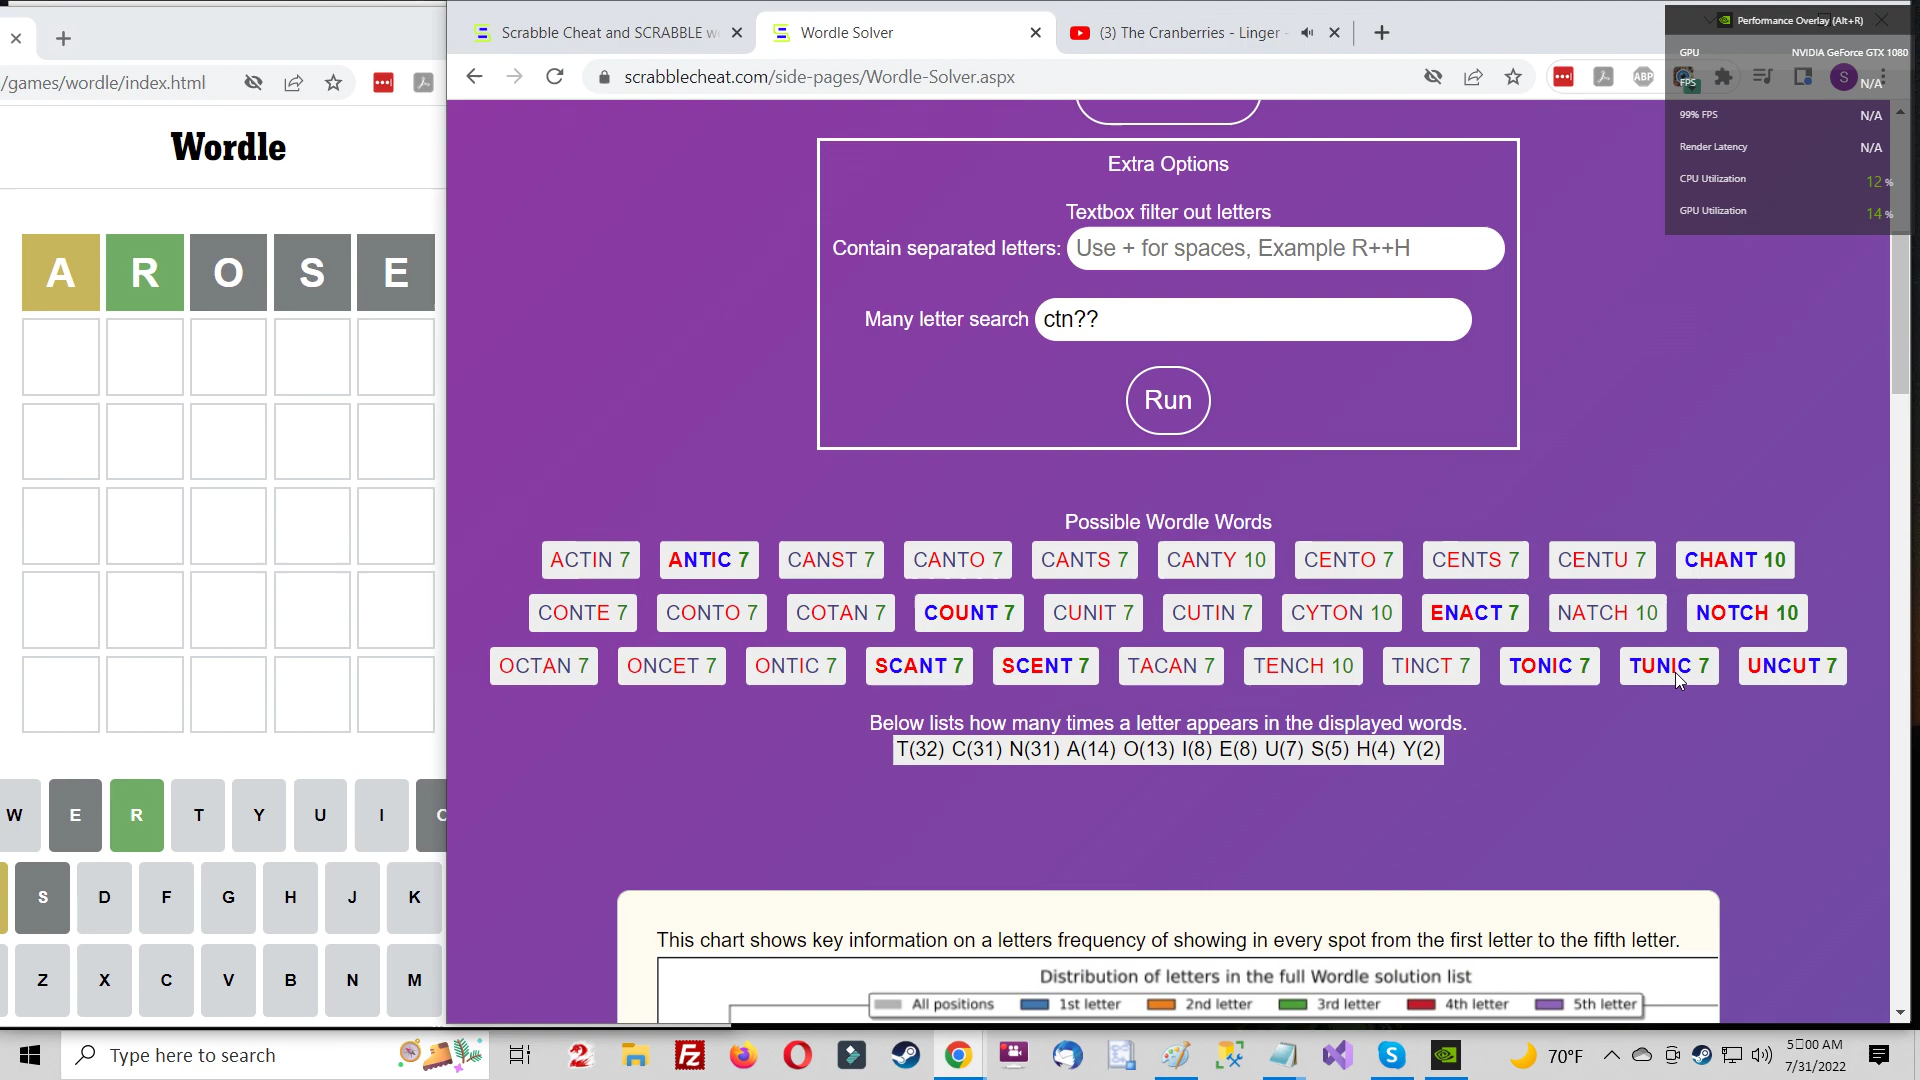 Scrabble Cheat and SCRABBLE w
Wordle Solver
(3) The Cranberries - Linger -
Performance Overlay (Alt+R)
/games/wordle/index.html
scrabblecheat.com/side-pages/Wordle-Solver.aspx
ABP
S
GPU
NVIDIA GeForce GTX 1080
FPS
N/A
99% FPS
N/A
Render Latency
N/A
CPU Utilization
12 %
GPU Utilization
14 %
Wordle
A R O S E
W E R T Y U I
S D F G H J K
Z X C V B N M
Extra Options
Textbox filter out letters
Contain separated letters: Use + for spaces, Example R++H
Many letter search ctn??
Run
Possible Wordle Words
ACTIN 7 ANTIC 7 CANST 7 CANTO 7 CANTS 7 CANTY 10 CENTO 7 CENTS 7 CENTU 7 CHANT 10
CONTE 7 CONTO 7 COTAN 7 COUNT 7 CUNIT 7 CUTIN 7 CYTON 10 ENACT 7 NATCH 10 NOTCH 10
OCTAN 7 ONCET 7 ONTIC 7 SCANT 7 SCENT 7 TACAN 7 TENCH 10 TINCT 7 TONIC 7 TUNIC 7 UNCUT 7
Below lists how many times a letter appears in the displayed words.
T(32) C(31) N(31) A(14) O(13) I(8) E(8) U(7) S(5) H(4) Y(2)
This chart shows key information on a letters frequency of showing in every spot from the first letter to the fifth letter.
Distribution of letters in the full Wordle solution list
All positions 1st letter 2nd letter 3rd letter 4th letter 5th letter
Type here to search
70°F
5:00 AM
7/31/2022